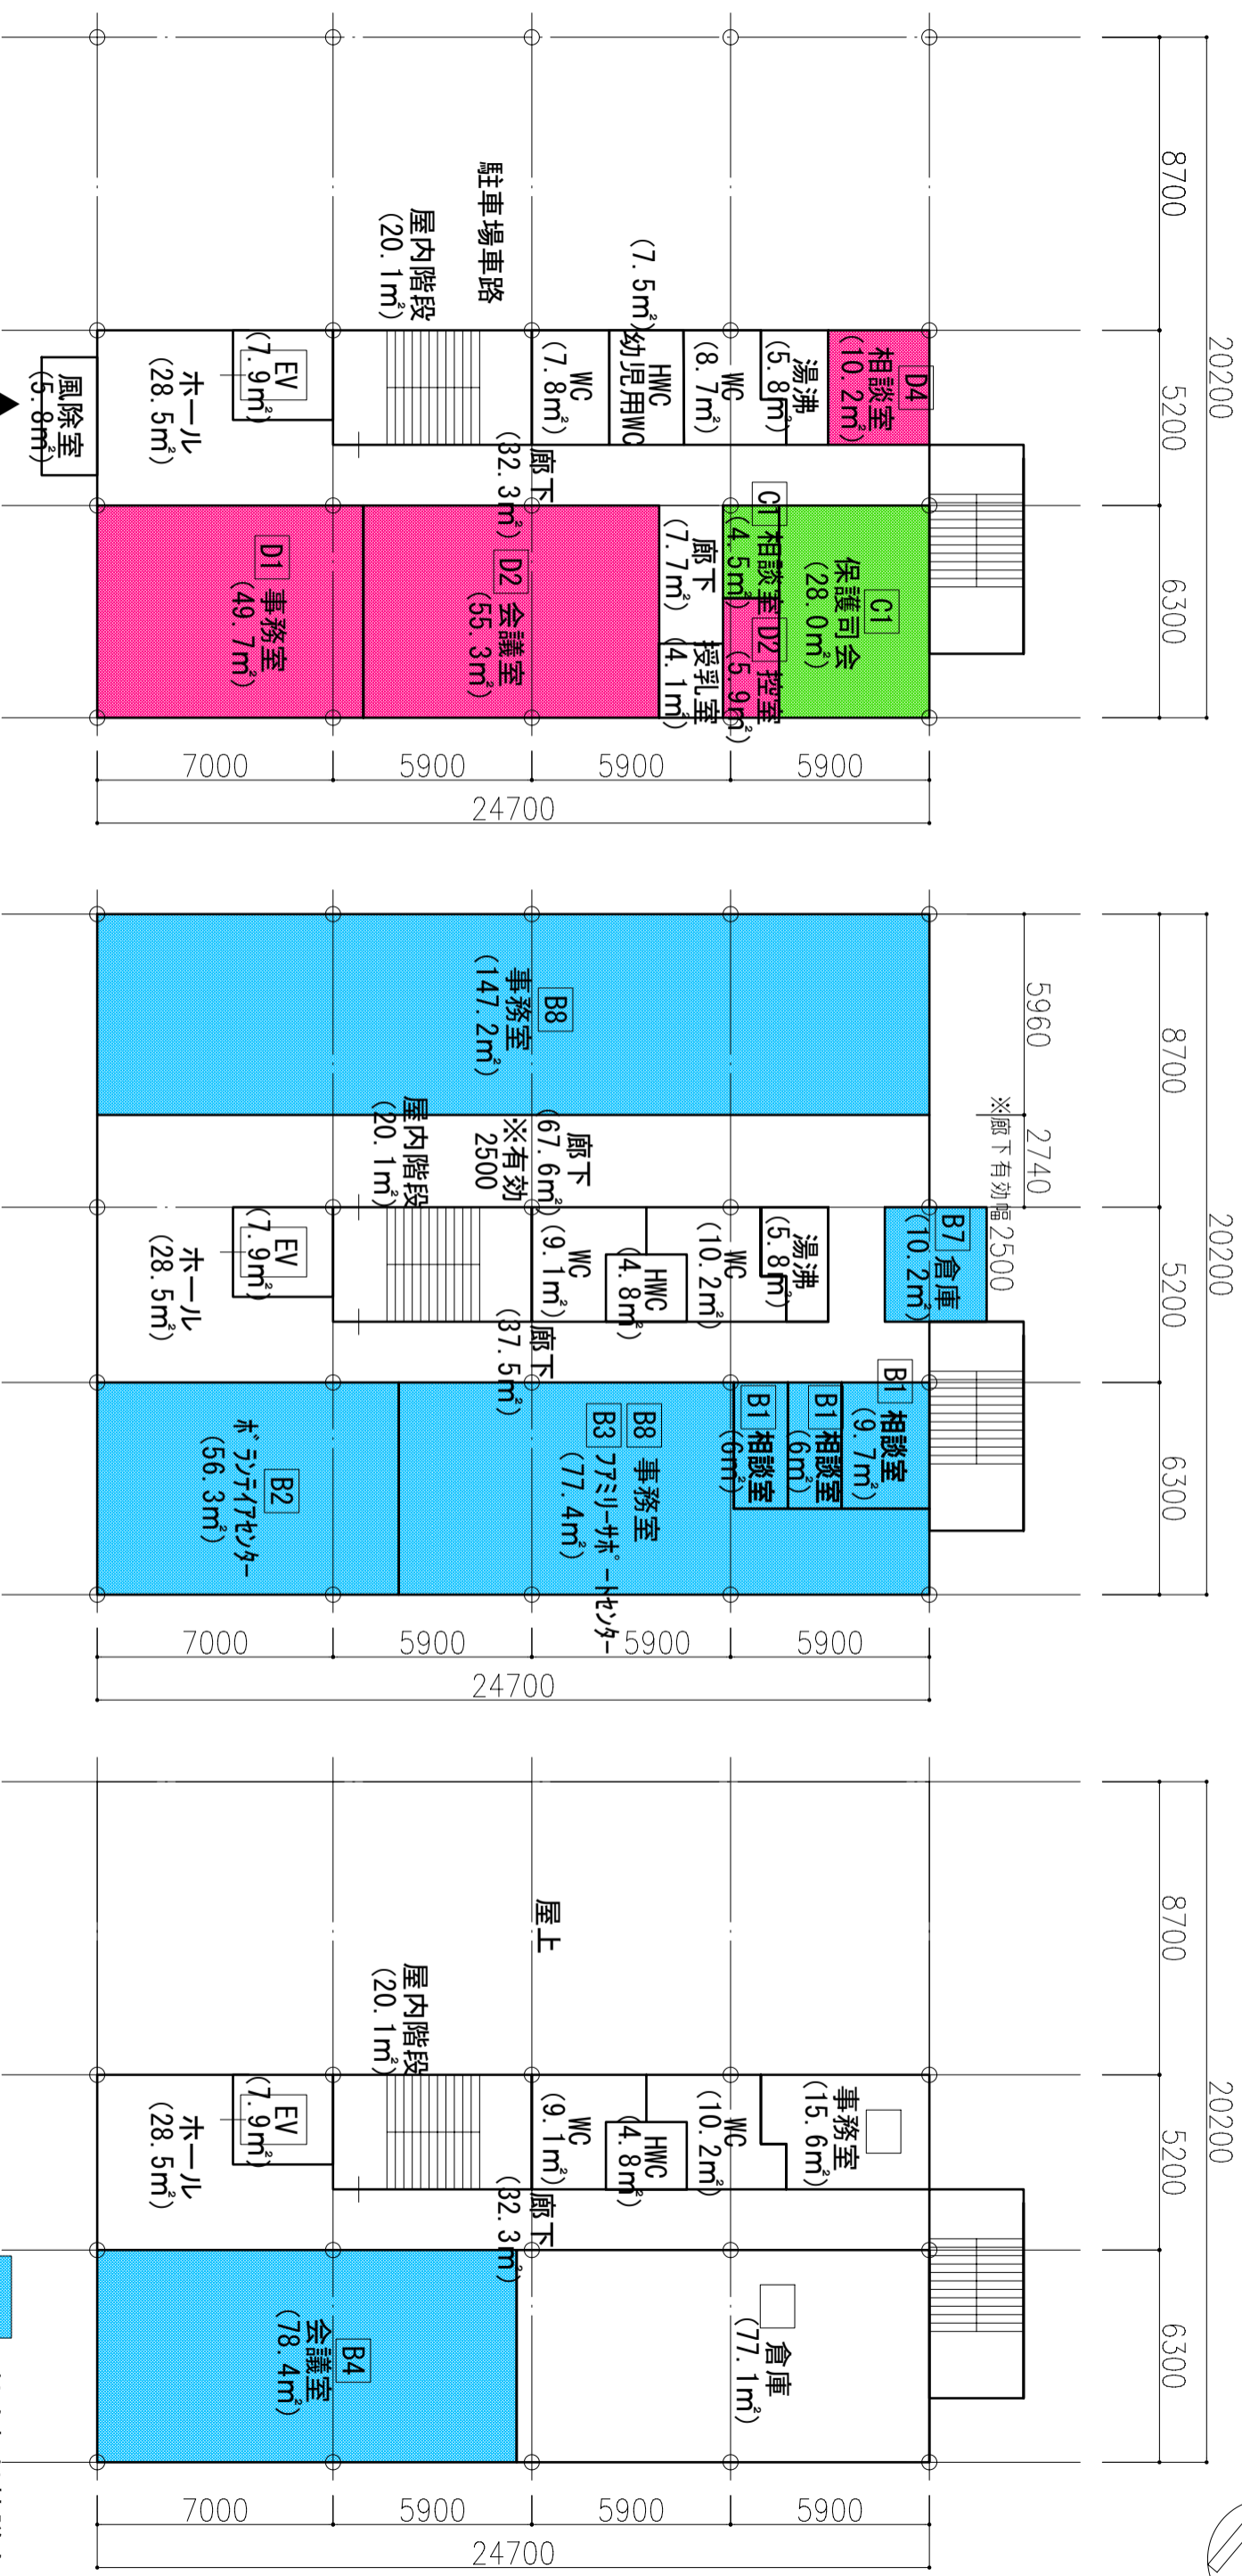 20200
8700
5200
6300
D4
相談室
(10.2㎡)
湯沸
(5.8㎡)
WC
(8.7㎡)
HWC
幼児用WC
(7.5㎡)
WC
(7.8㎡)
駐車場車路
屋内階段
(20.1㎡)
EV
(7.9㎡)
ホール
(28.5㎡)
風除室
(5.8㎡)
廊下
(32.3㎡)
C1
保護司会
(28.0㎡)
C1 相談室
(4.5㎡)
D2 控室
(5.9㎡)
廊下
(7.7㎡)
授乳室
(4.1㎡)
D2 会議室
(55.3㎡)
D1 事務室
(49.7㎡)
7000
5900
5900
5900
24700
20200
8700
5200
6300
5960
2740
※廊下有効幅2500
B8
事務室
(147.2㎡)
廊下
(67.6㎡)
※有効
2500
屋内階段
(20.1㎡)
B7 倉庫
(10.2㎡)
湯沸
(5.8㎡)
WC
(10.2㎡)
HWC
(4.8㎡)
WC
(9.1㎡)
EV
(7.9㎡)
ホール
(28.5㎡)
廊下
(37.5㎡)
B1 相談室
(9.7㎡)
B1 相談室
(6㎡)
B1 相談室
(6㎡)
B8 事務室
B3 ファミリーサポートセンター
(77.4㎡)
B2
ボランテイアセンター
(56.3㎡)
7000
5900
5900
5900
24700
20200
8700
5200
6300
屋上
屋内階段
(20.1㎡)
事務室
(15.6㎡)
WC
(10.2㎡)
HWC
(4.8㎡)
WC
(9.1㎡)
EV
(7.9㎡)
ホール
(28.5㎡)
廊下
(32.3㎡)
倉庫
(77.1㎡)
B4
会議室
(78.4㎡)
7000
5900
5900
5900
24700